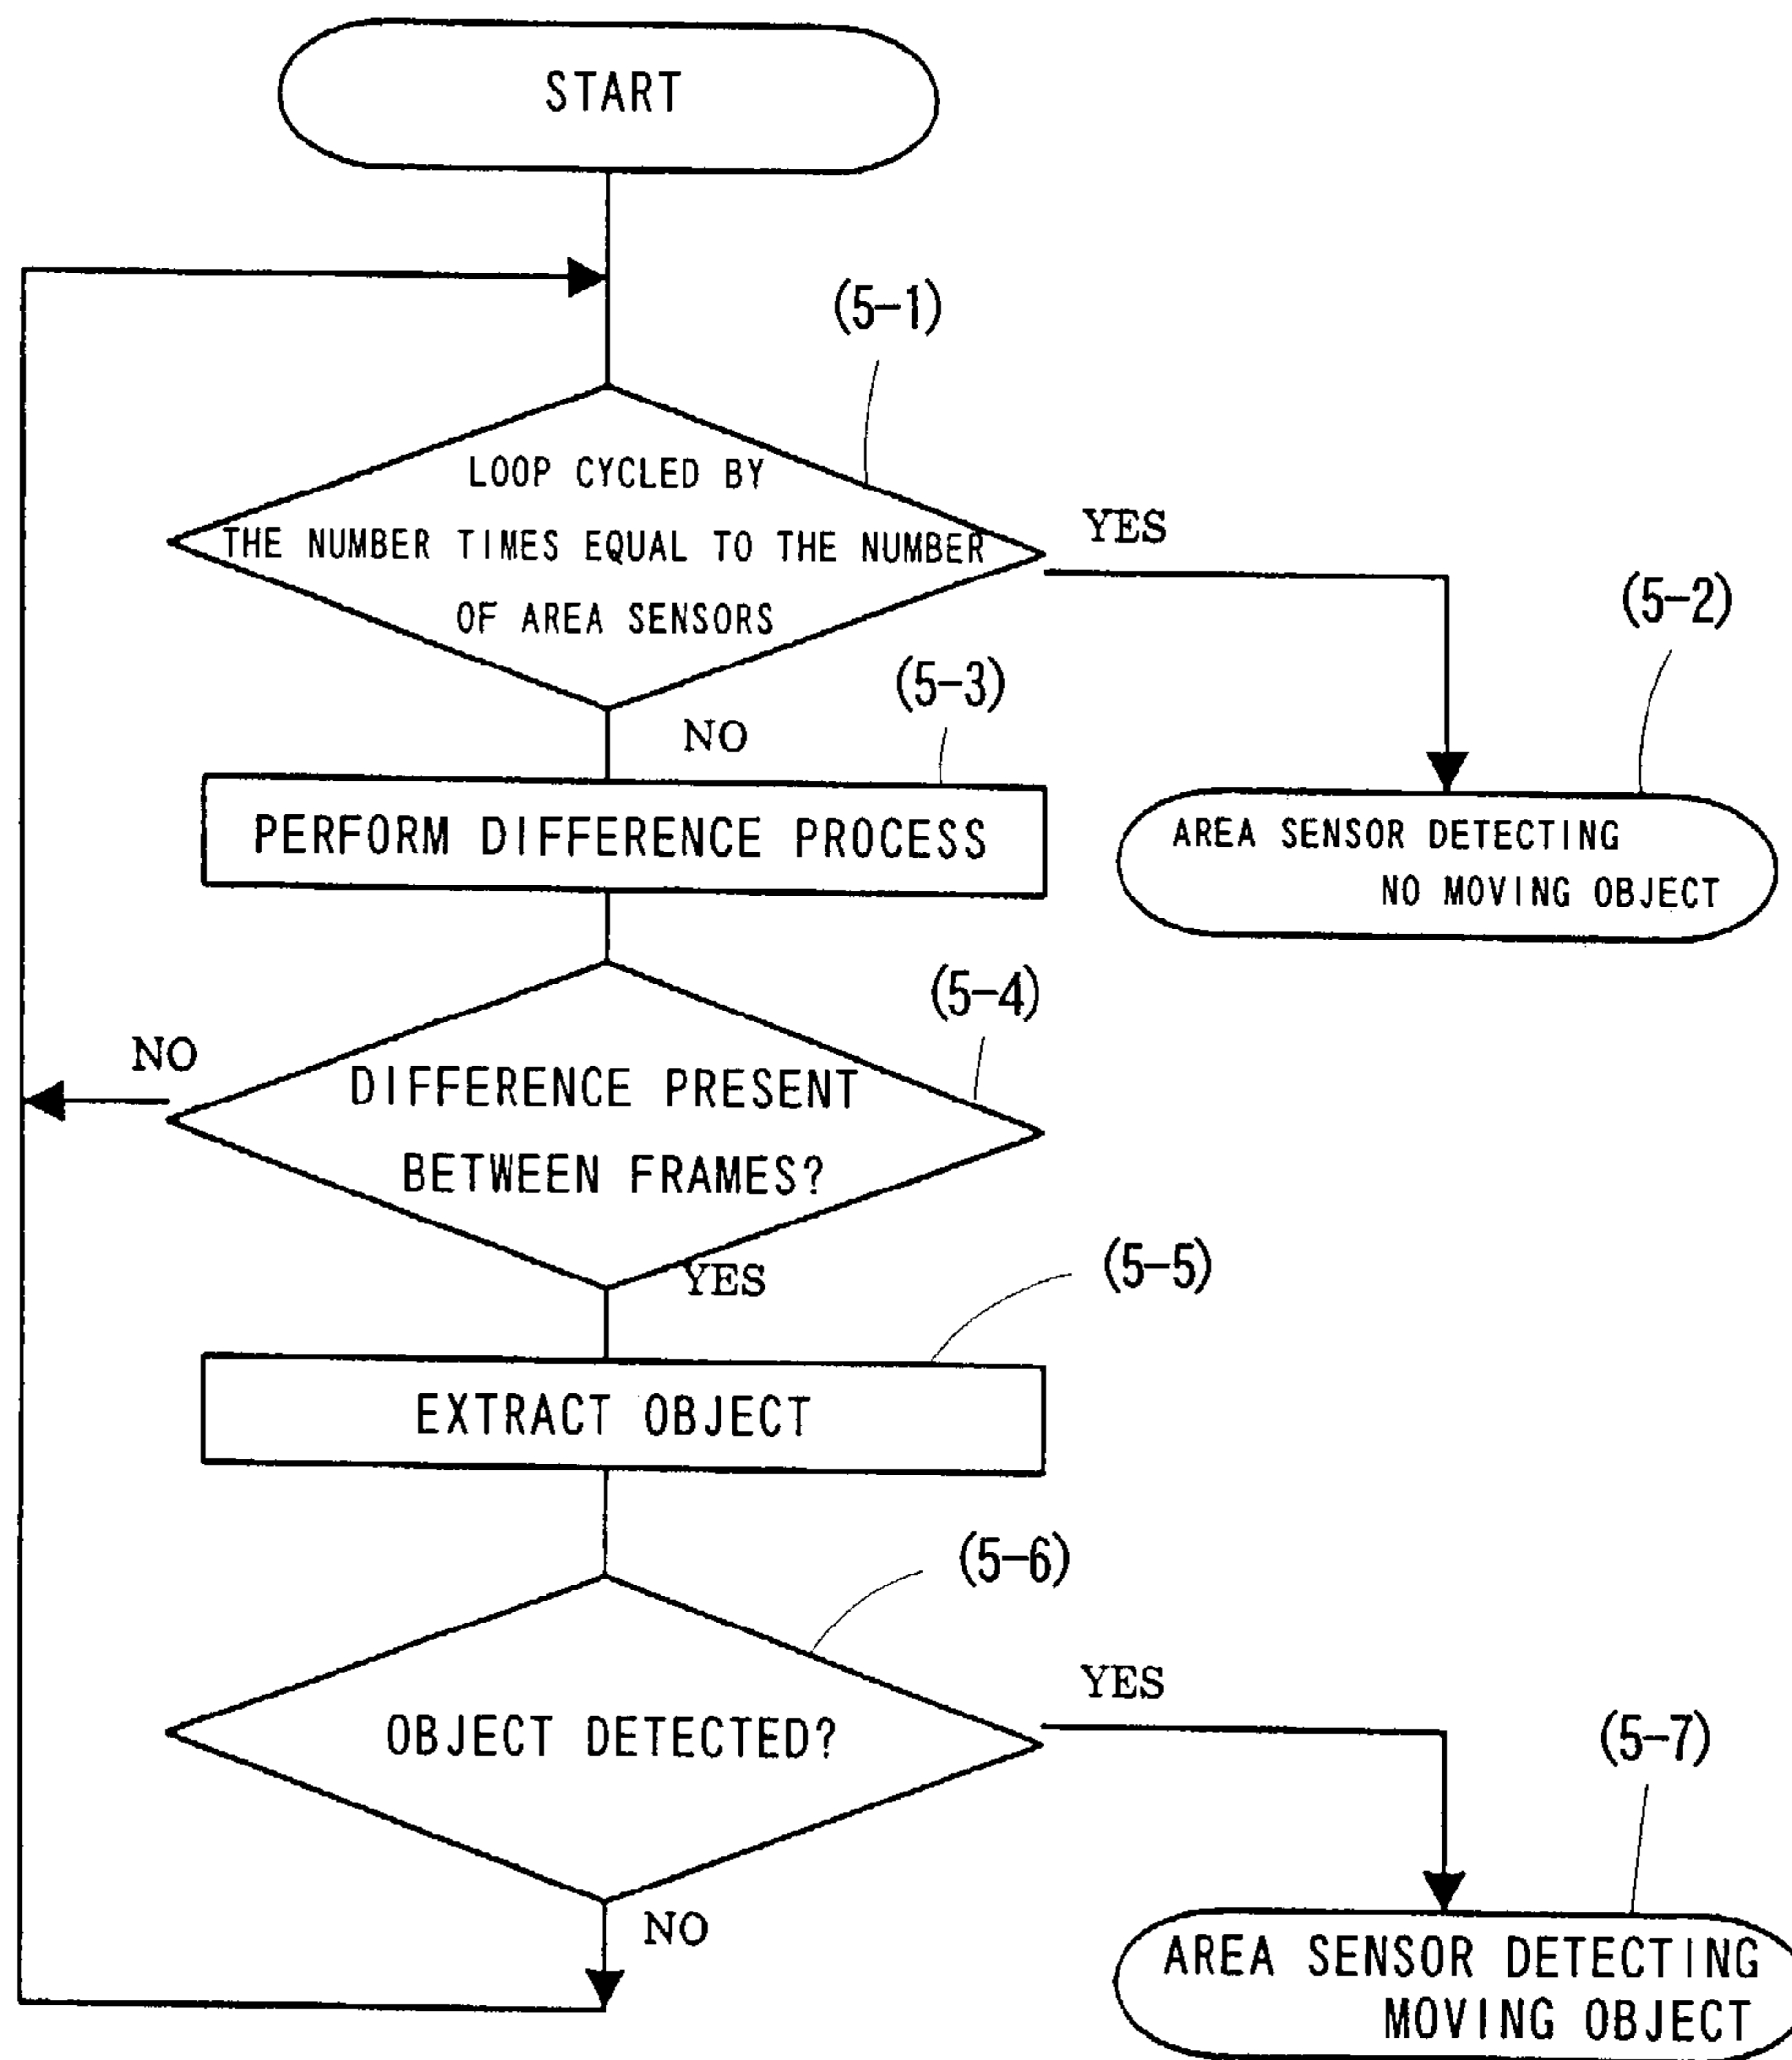 START
(5-1)
LOOP CYCLED BY
THE NUMBER TIMES EQUAL TO THE NUMBER
OF AREA SENSORS
YES
(5-2)
(5-3)
NO
PERFORM DIFFERENCE PROCESS
AREA SENSOR DETECTING
NO MOVING OBJECT
(5-4)
NO
DIFFERENCE PRESENT
BETWEEN FRAMES?
YES
(5-5)
EXTRACT OBJECT
(5-6)
YES
OBJECT DETECTED?
(5-7)
NO
AREA SENSOR DETECTING
MOVING OBJECT